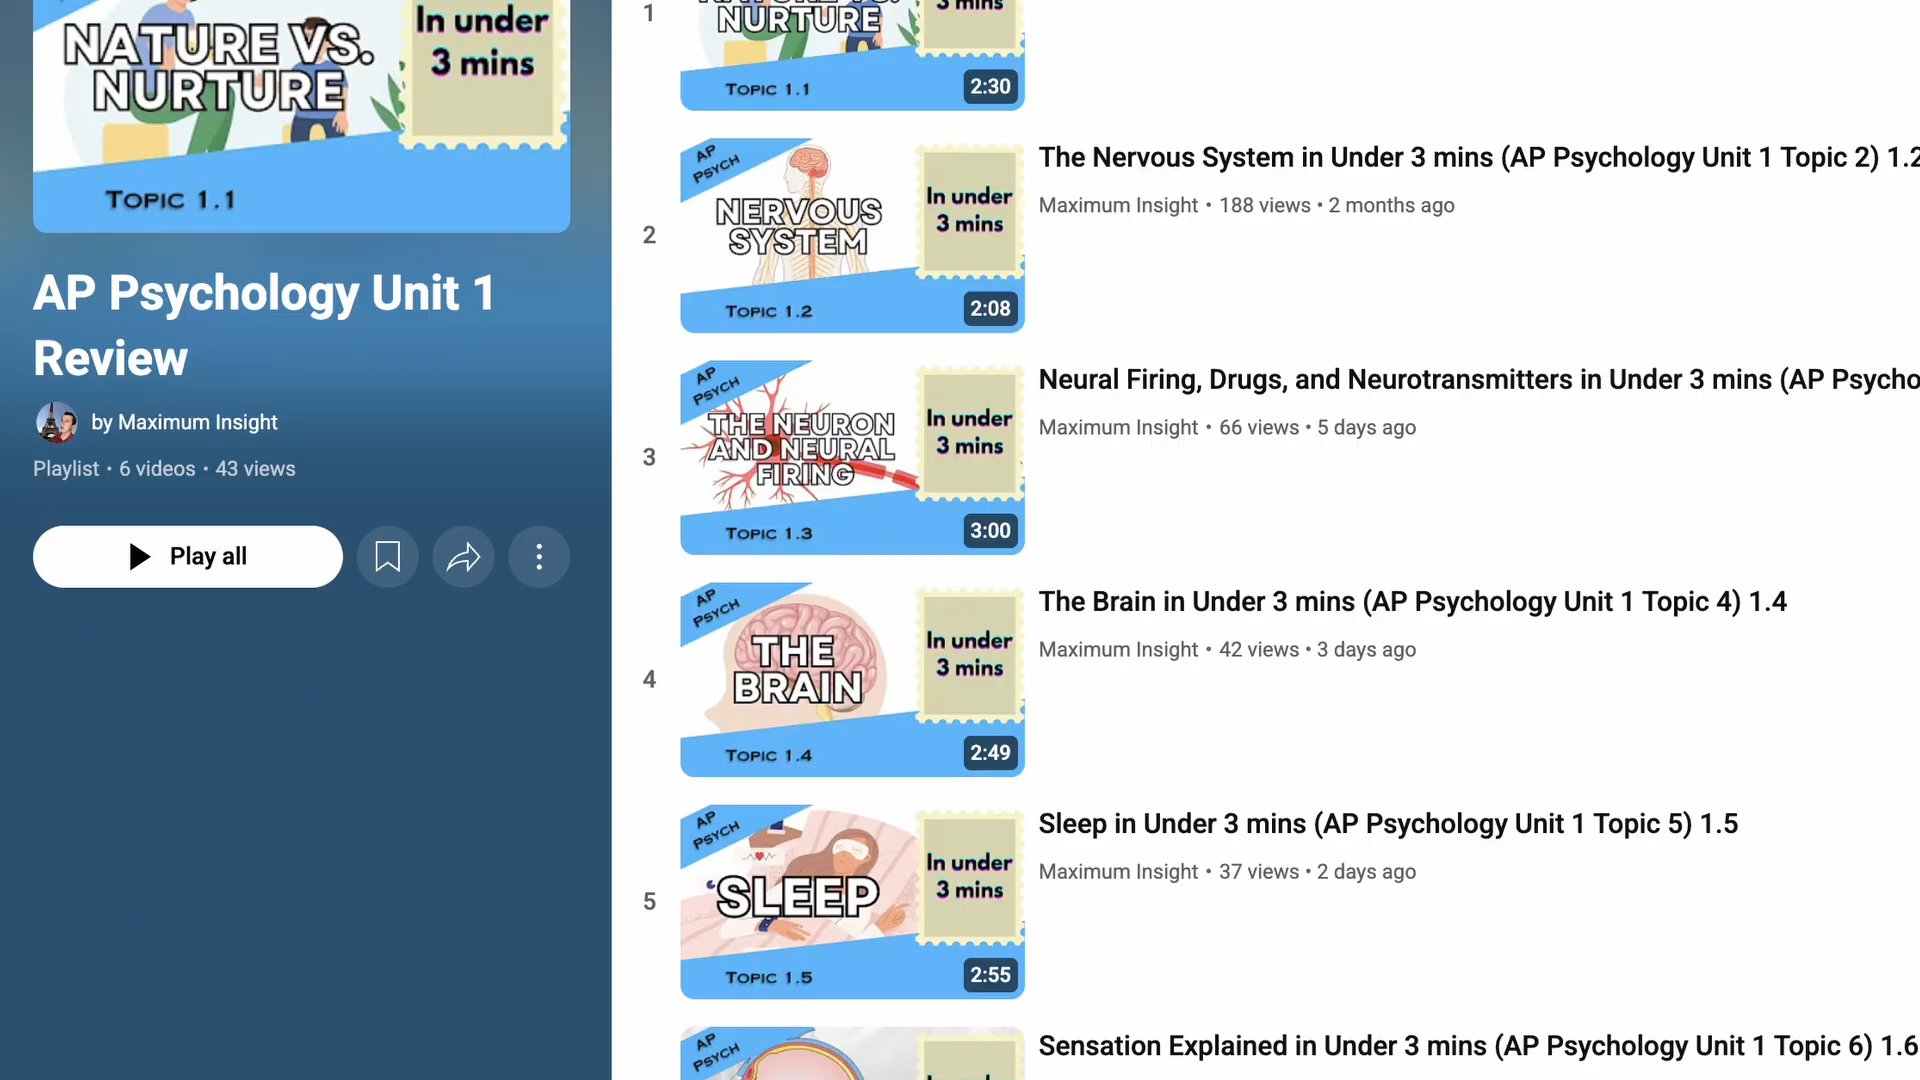 In under
3 mins
NATURE VS.
NURTURE
TOPIC 1.1
AP Psychology Unit 1
Review
by Maximum Insight
Playlist • 6 videos • 43 views
Play all
1
NURTURE
3 mins
TOPIC 1.1
2:30
2
AP
PSYCH
NERVOUS
SYSTEM
In under
3 mins
TOPIC 1.2
2:08
The Nervous System in Under 3 mins (AP Psychology Unit 1 Topic 2) 1.2
Maximum Insight • 188 views • 2 months ago
3
AP
PSYCH
THE NEURON
AND NEURAL
FIRING
In under
3 mins
TOPIC 1.3
3:00
Neural Firing, Drugs, and Neurotransmitters in Under 3 mins (AP Psycho
Maximum Insight • 66 views • 5 days ago
4
AP
PSYCH
THE
BRAIN
In under
3 mins
TOPIC 1.4
2:49
The Brain in Under 3 mins (AP Psychology Unit 1 Topic 4) 1.4
Maximum Insight • 42 views • 3 days ago
5
AP
PSYCH
SLEEP
In under
3 mins
TOPIC 1.5
2:55
Sleep in Under 3 mins (AP Psychology Unit 1 Topic 5) 1.5
Maximum Insight • 37 views • 2 days ago
AP
PSYCH
Sensation Explained in Under 3 mins (AP Psychology Unit 1 Topic 6) 1.6